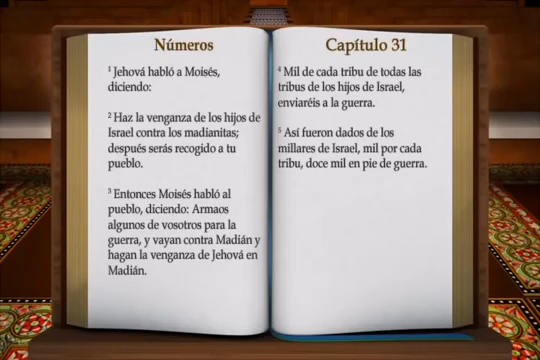 Números
1 Jehová habló a Moisés,
diciendo:
2 Haz la venganza de los hijos de
Israel contra los madianitas;
después serás recogido a tu
pueblo.
3 Entonces Moisés habló al
pueblo, diciendo: Armaos
algunos de vosotros para la
guerra, y vayan contra Madián y
hagan la venganza de Jehová en
Madián.
Capítulo 31
4 Mil de cada tribu de todas las
tribus de los hijos de Israel,
enviaréis a la guerra.
5 Así fueron dados de los
millares de Israel, mil por cada
tribu, doce mil en pie de guerra.